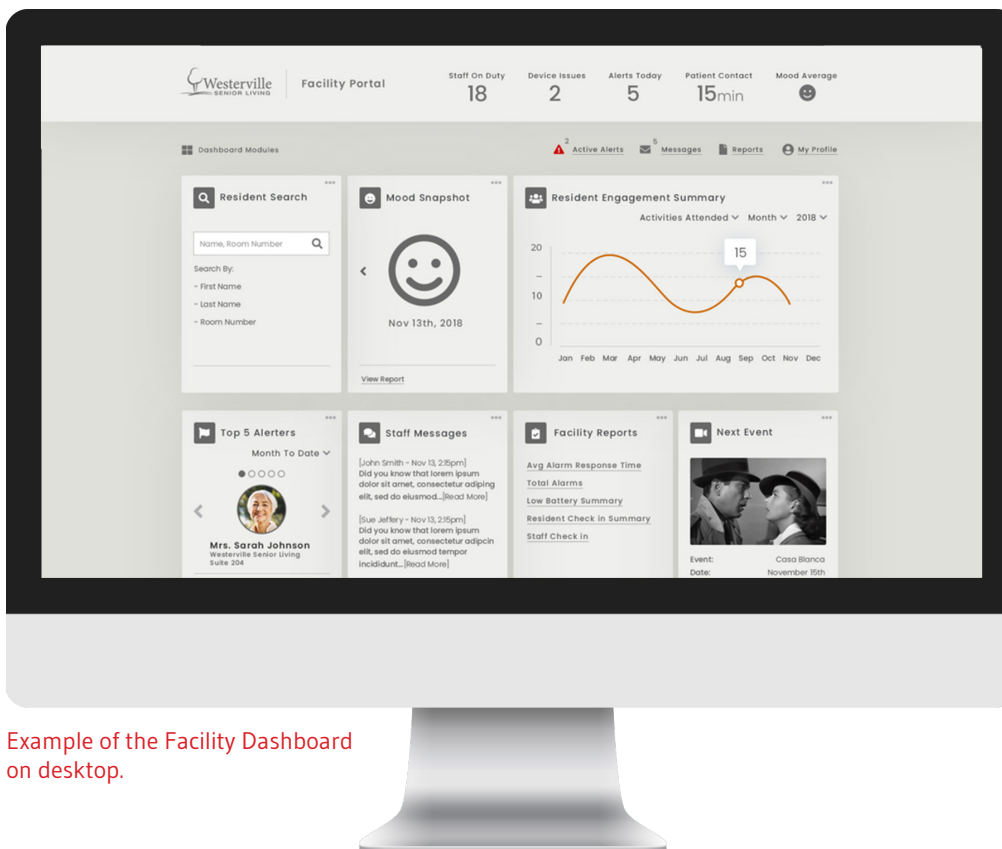 Westerville
SENIOR LIVING
Facility Portal
Staff On Duty
18
Device Issues
2
Alerts Today
5
Patient Contact
15min
Mood Average
Dashboard Modules
2
Active Alerts
5
Messages
Reports
My Profile
Resident Search
Name, Room Number
Search By:
- First Name
- Last Name
- Room Number
Mood Snapshot
Nov 13th, 2018
View Report
Resident Engagement Summary
Activities Attended Month 2018
20
–
10
–
0
15
Jan Feb Mar Apr May Jun Jul Aug Sep Oct Nov Dec
Top 5 Alerters
Month To Date
Mrs. Sarah Johnson
Westerville Senior Living
Suite 204
Staff Messages
[John Smith - Nov 13, 2:15pm]
Did you know that lorem ipsum
dolor sit amet, consectetur adiping
elit, sed do eiusmod...[Read More]
[Sue Jeffery - Nov 13, 2:15pm]
Did you know that lorem ipsum
dolor sit amet, consectetur adipcin
elit, sed do eiusmod tempor
incididunt...[Read More]
Facility Reports
Avg Alarm Response Time
Total Alarms
Low Battery Summary
Resident Check in Summary
Staff Check in
Next Event
Event: Casa Blanca
Date: November 15th
Example of the Facility Dashboard
on desktop.